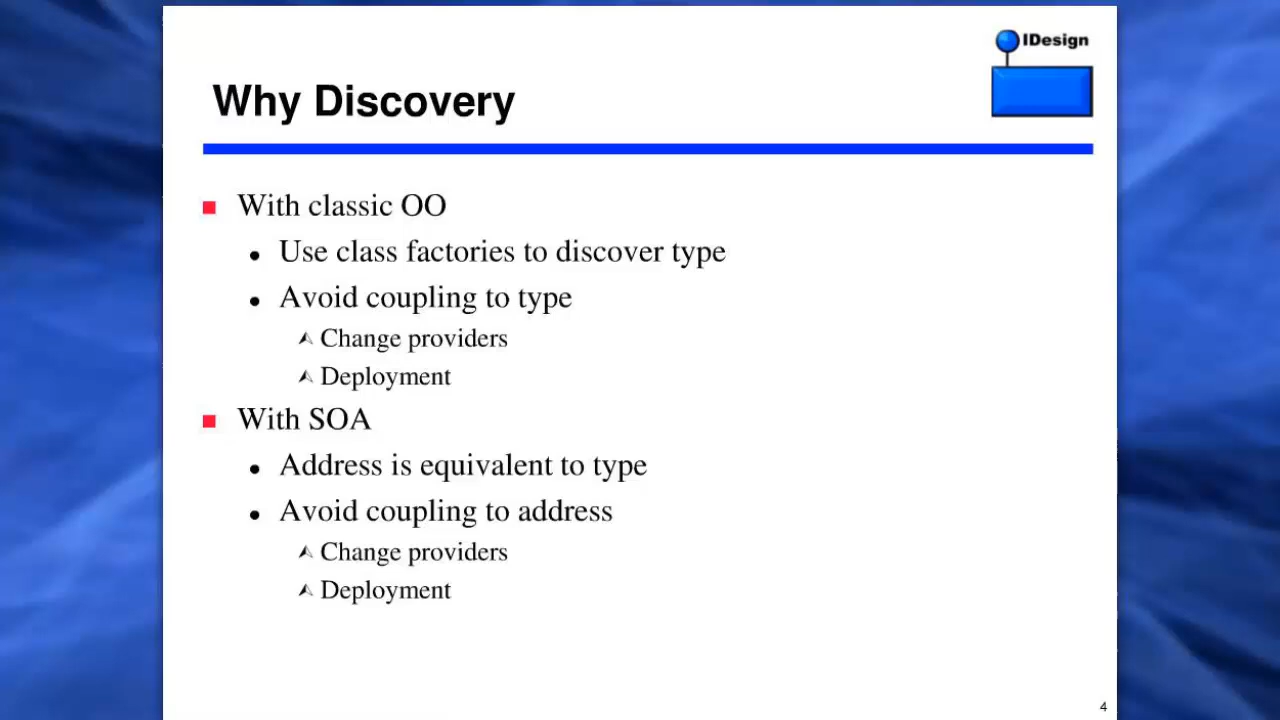 IDesign
Why Discovery
With classic OO
Use class factories to discover type
Avoid coupling to type
Change providers
Deployment
With SOA
Address is equivalent to type
Avoid coupling to address
Change providers
Deployment
4